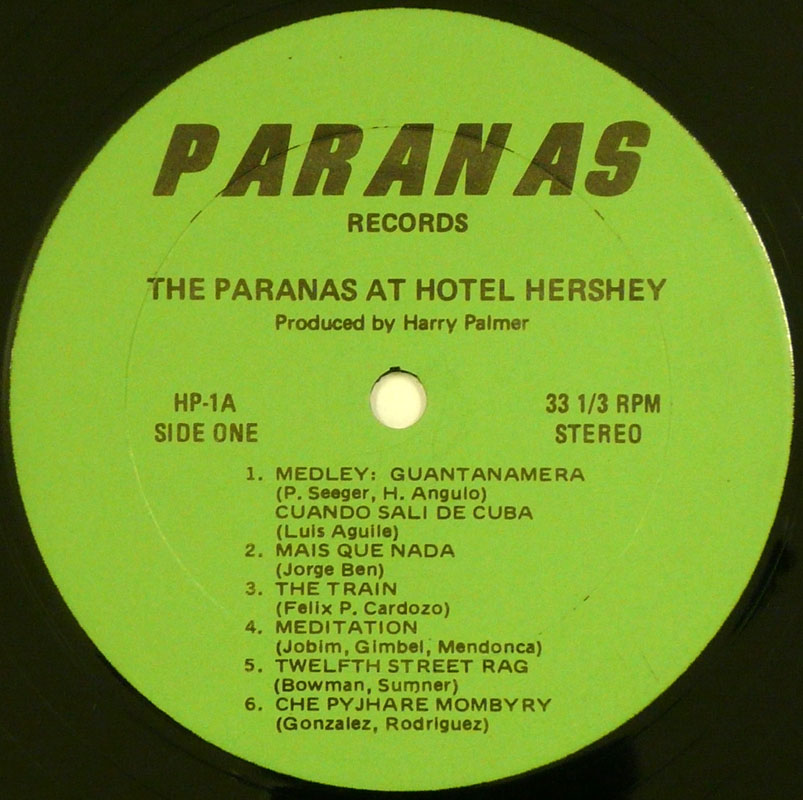 PARANAS
RECORDS
THE PARANAS AT HOTEL HERSHEY
Produced by Harry Palmer
HP-1A
SIDE ONE
33 1/3 RPM
STEREO
1. MEDLEY: GUANTANAMERA
(P. Seeger, H. Angulo)
CUANDO SALI DE CUBA
(Luis Aguile)
2. MAIS QUE NADA
(Jorge Ben)
3. THE TRAIN
(Felix P. Cardozo)
4. MEDITATION
(Jobim, Gimbel, Mendonca)
5. TWELFTH STREET RAG
(Bowman, Sumner)
6. CHE PYJHARE MOMBYRY
(Gonzalez, Rodriguez)